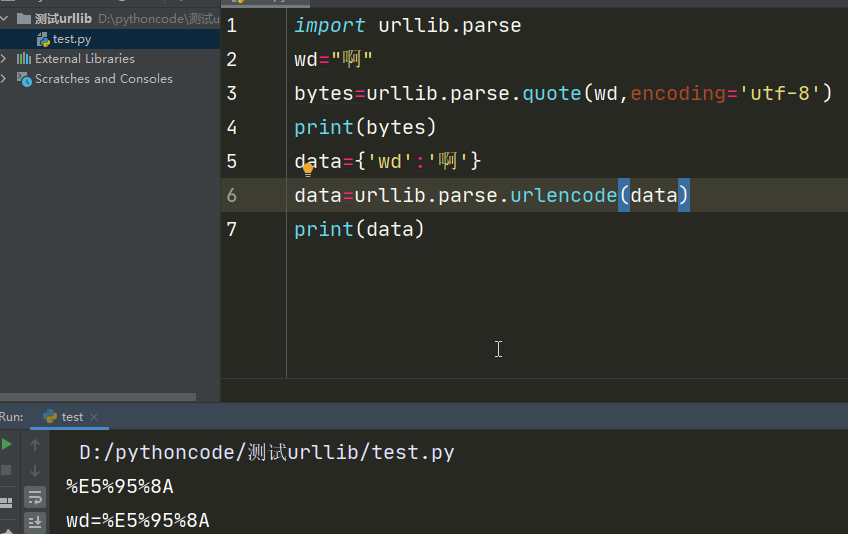 测试urllib D:\pythoncode\测试u
test.py
External Libraries
Scratches and Consoles
1 import urllib.parse
2 wd="啊"
3 bytes=urllib.parse.quote(wd,encoding='utf-8')
4 print(bytes)
5 data={'wd':'啊'}
6 data=urllib.parse.urlencode(data)
7 print(data)
Run: test
D:/pythoncode/测试urllib/test.py
%E5%95%8A
wd=%E5%95%8A